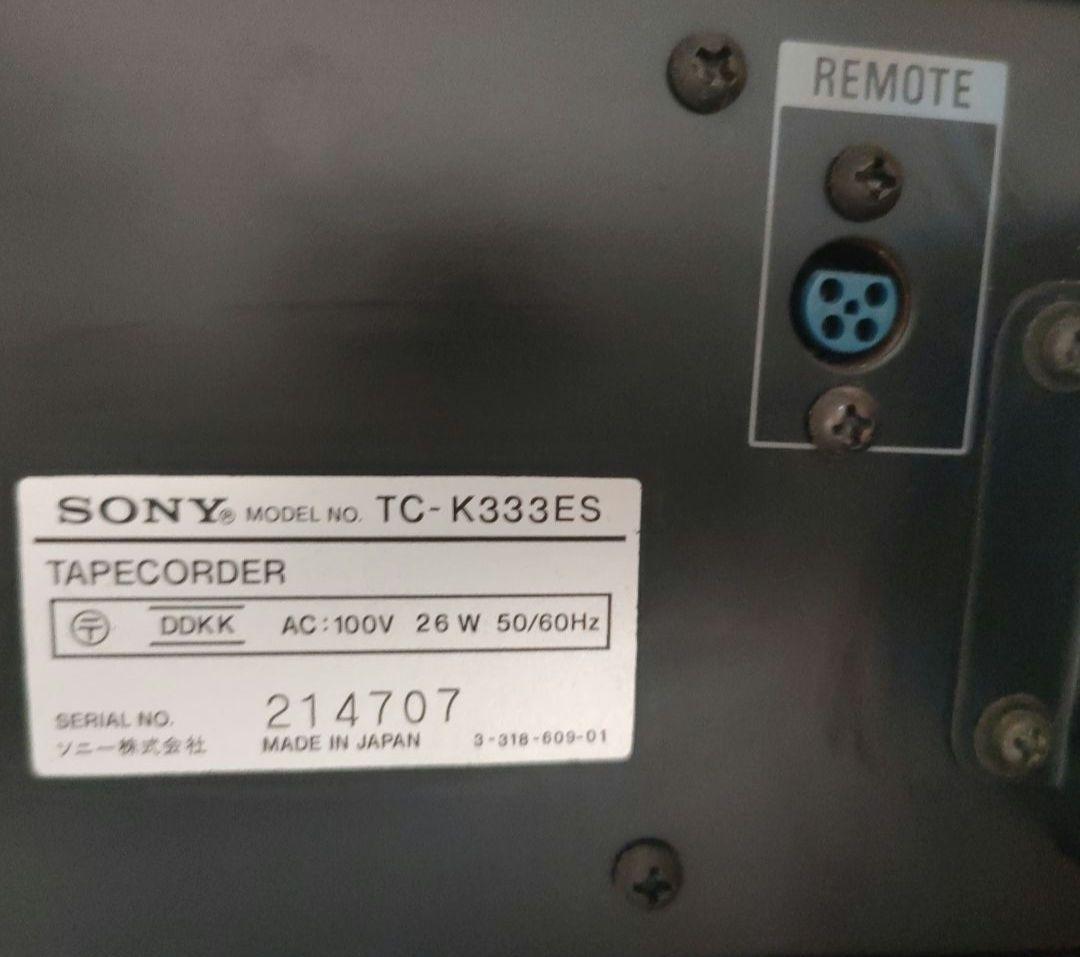 REMOTE
SONY® MODEL NO. TC-K333ES
TAPECORDER
〒 DDKK AC:100V 26W 50/60Hz
SERIAL NO. 214707
ソニー株式会社 MADE IN JAPAN 3-318-609-01